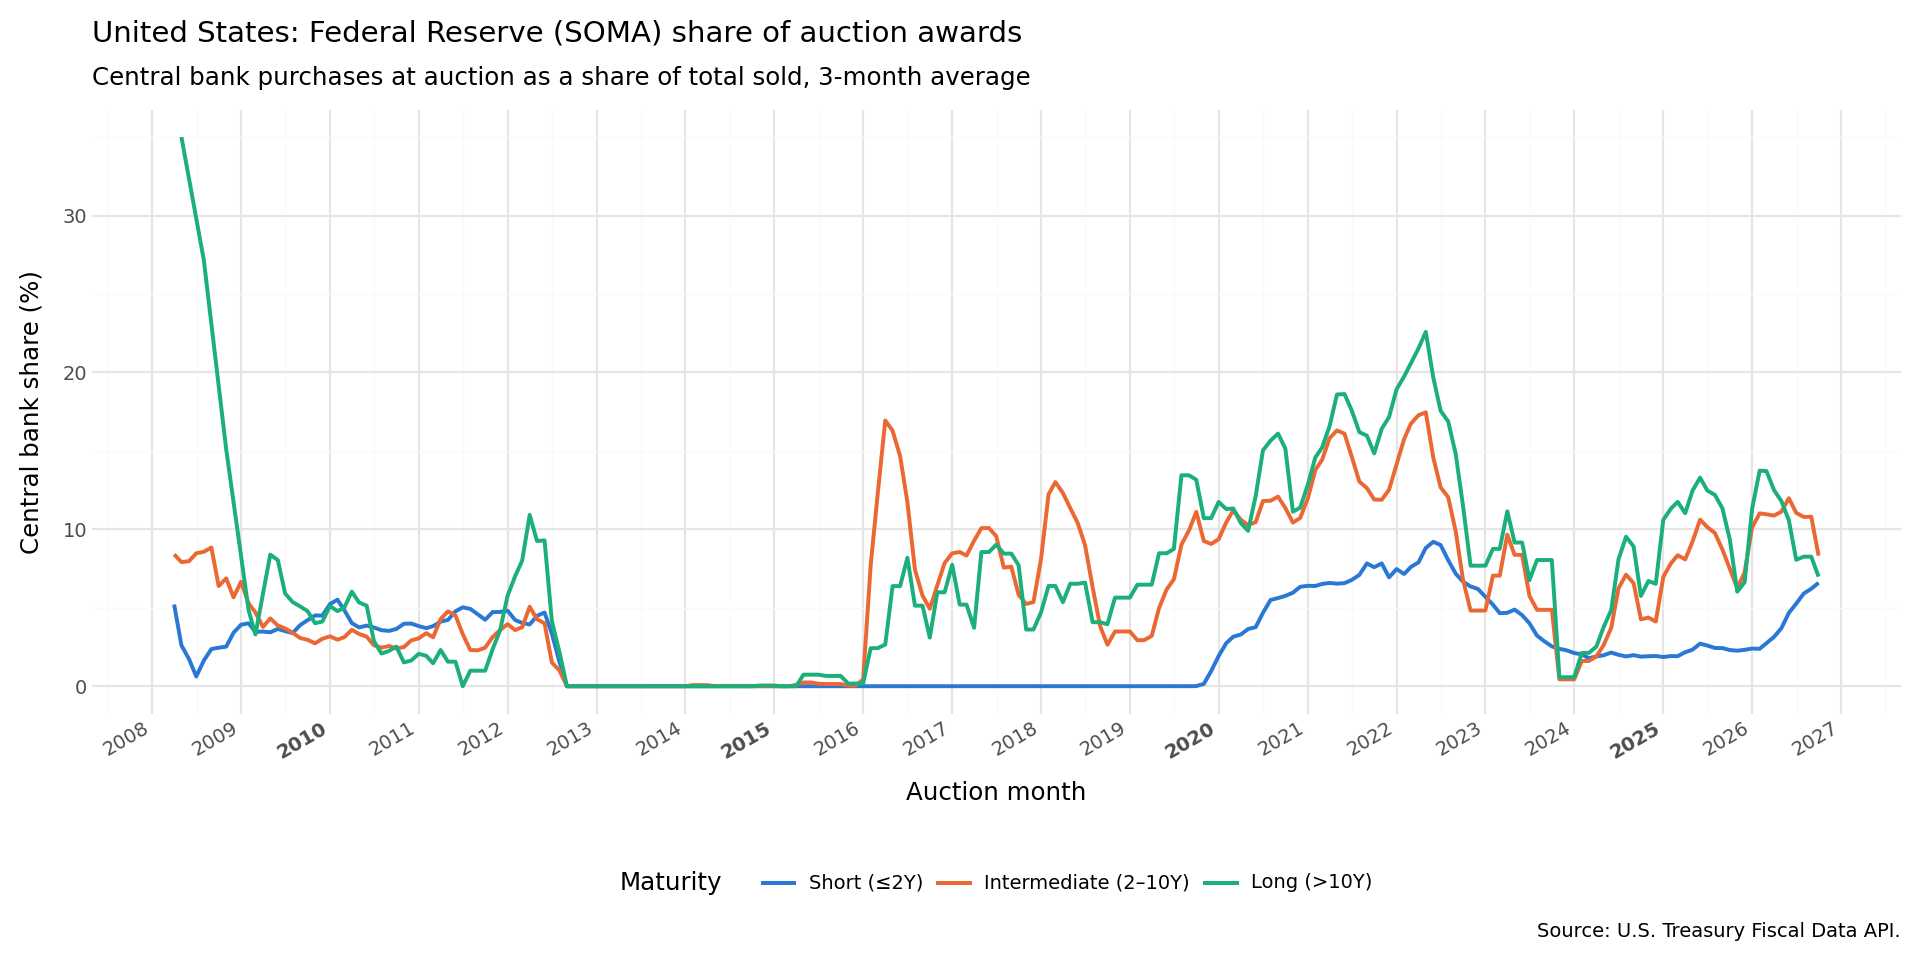 United States: Federal Reserve (SOMA) share of auction awards
Central bank purchases at auction as a share of total sold, 3-month average
Central bank share (%)
30
20
10
0
2008
2009
2010
2011
2012
2013
2014
2015
2016
2017
2018
2019
2020
2021
2022
2023
2024
2025
2026
2027
Auction month
Maturity
Short (≤2Y)
Intermediate (2–10Y)
Long (>10Y)
Source: U.S. Treasury Fiscal Data API.